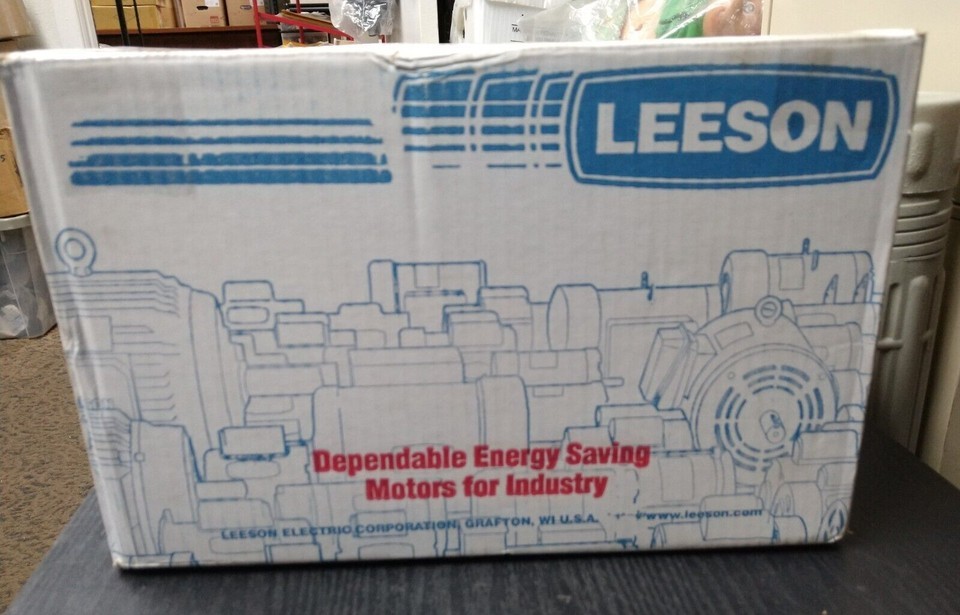 LEESON
Dependable Energy Saving
Motors for Industry
LEESON ELECTRIC CORPORATION, GRAFTON, WI U.S.A. www.leeson.com